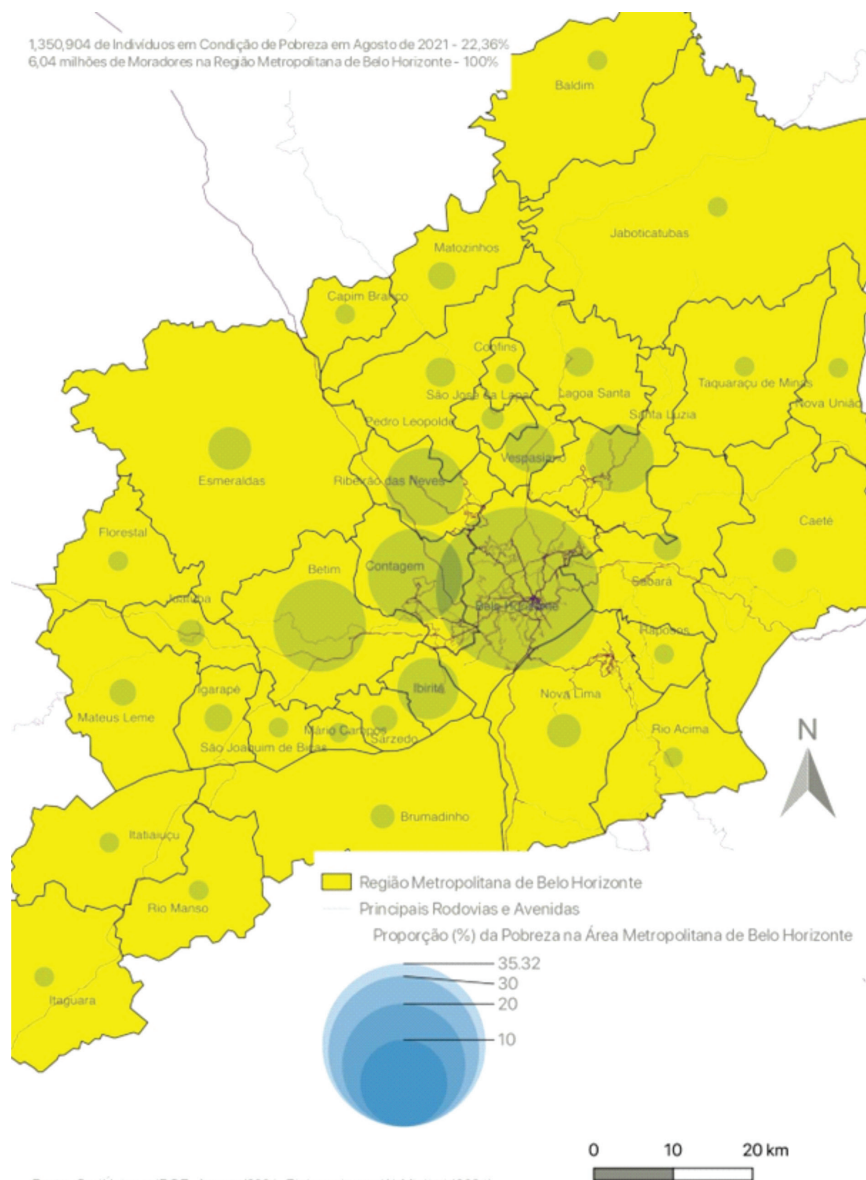 1,350,904 de Indivíduos em Condição de Pobreza em Agosto de 2021 - 22,36%
6,04 milhões de Moradores na Região Metropolitana de Belo Horizonte - 100%
Baldim
Jaboticatubas
Matozinhos
Capim Branco
Confins
São José da Lapa
Lagoa Santa
Taquaraçu de Minas
Nova União
Pedro Leopoldo
Santa Luzia
Vespasiano
Esmeraldas
Ribeirão das Neves
Caeté
Florestal
Betim
Contagem
Sabará
Belo Horizonte
Juatuba
Raposos
Igarapé
Ibirité
Mateus Leme
Nova Lima
São Joaquim de Bicas
Mário Campos
Sarzedo
Rio Acima
N
Brumadinho
Itatiaiuçu
Rio Manso
Itaguara
Região Metropolitana de Belo Horizonte
Principais Rodovias e Avenidas
Proporção (%) da Pobreza na Área Metropolitana de Belo Horizonte
35.32
30
20
10
0 10 20 km